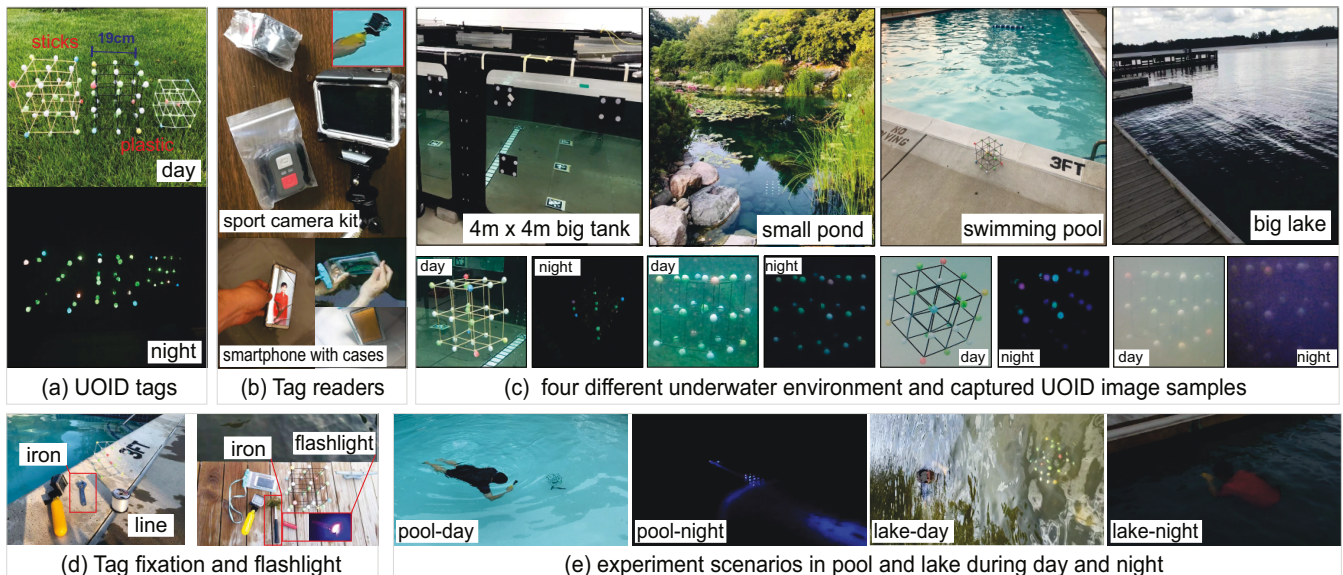 sticks
19cm
plastic
day
night
(a) UOID tags
sport camera kit
smartphone with cases
(b) Tag readers
4m x 4m big tank
small pond
NO
DIVING
3FT
swimming pool
big lake
day
night
day
night
day
night
day
night
(c) four different underwater environment and captured UOID image samples
3FT
iron
line
iron
flashlight
(d) Tag fixation and flashlight
pool-day
pool-night
lake-day
lake-night
(e) experiment scenarios in pool and lake during day and night